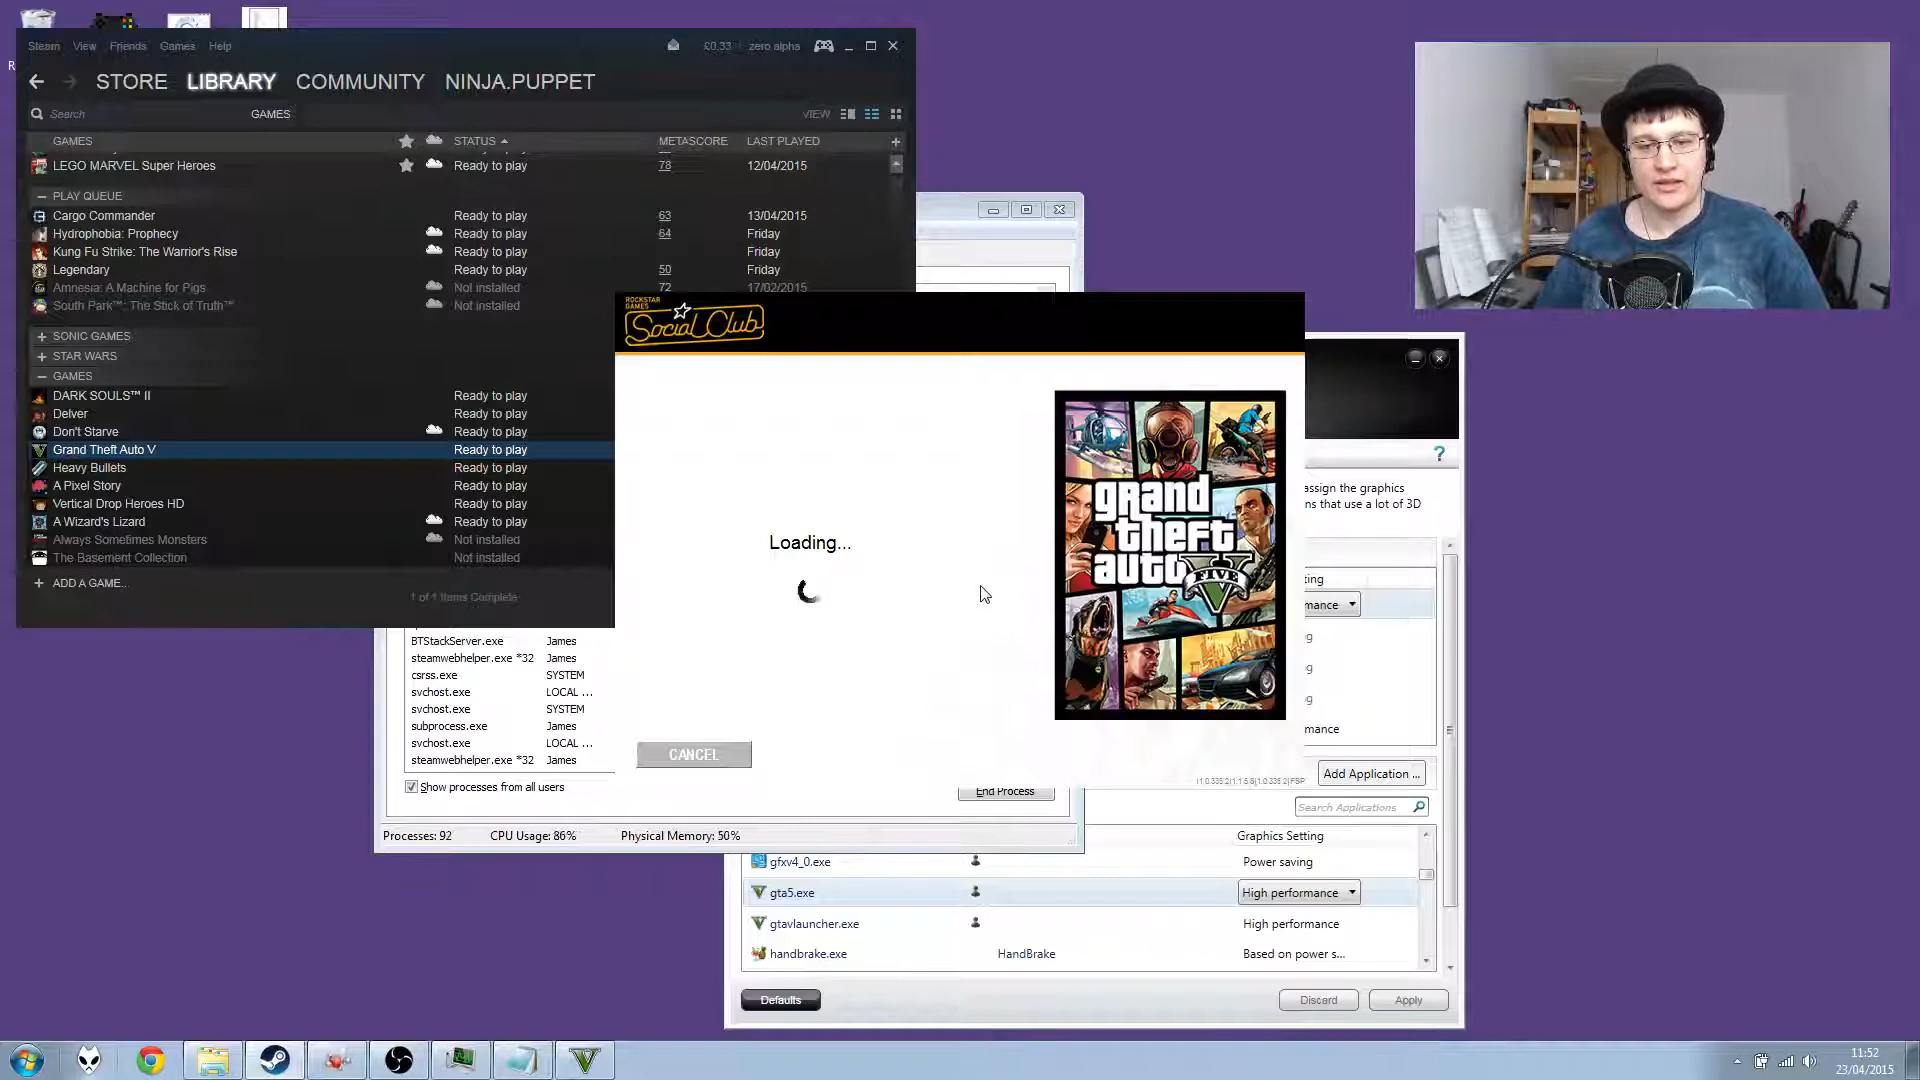 Steam View Friends Games Help
£0.33 zero alpha
STORE LIBRARY COMMUNITY NINJA.PUPPET
Search GAMES VIEW
GAMES STATUS METASCORE LAST PLAYED
LEGO MARVEL Super Heroes Ready to play 78 12/04/2015
PLAY QUEUE
Cargo Commander Ready to play 63 13/04/2015
Hydrophobia: Prophecy Ready to play 64 Friday
Kung Fu Strike: The Warrior's Rise Ready to play Friday
Legendary Ready to play 50 Friday
Amnesia: A Machine for Pigs Not installed 72 17/02/2015
South Park™: The Stick of Truth™ Not installed
SONIC GAMES
STAR WARS
GAMES
DARK SOULS™ II Ready to play
Delver Ready to play
Don't Starve Ready to play
Grand Theft Auto V Ready to play
Heavy Bullets Ready to play
A Pixel Story Ready to play
Vertical Drop Heroes HD Ready to play
A Wizard's Lizard Ready to play
Always Sometimes Monsters Not installed
The Basement Collection Not installed
ADD A GAME...
1 of 1 Items Complete
ROCKSTAR
GAMES
Social Club
Loading...
grand
theft
auto
FIVE
CANCEL
BTStackServer.exe James
steamwebhelper.exe *32 James
csrss.exe SYSTEM
svchost.exe LOCAL ...
svchost.exe SYSTEM
subprocess.exe James
svchost.exe LOCAL ...
steamwebhelper.exe *32 James
Show processes from all users
End Process
Processes: 92 CPU Usage: 86% Physical Memory: 50%
?
assign the graphics
ns that use a lot of 3D
ting
mance
g
g
g
mance
Add Application ...
Search Applications
Graphics Setting
gfxv4_0.exe Power saving
gta5.exe High performance
gtavlauncher.exe High performance
handbrake.exe HandBrake Based on power s...
Defaults Discard Apply
R
11:52
23/04/2015